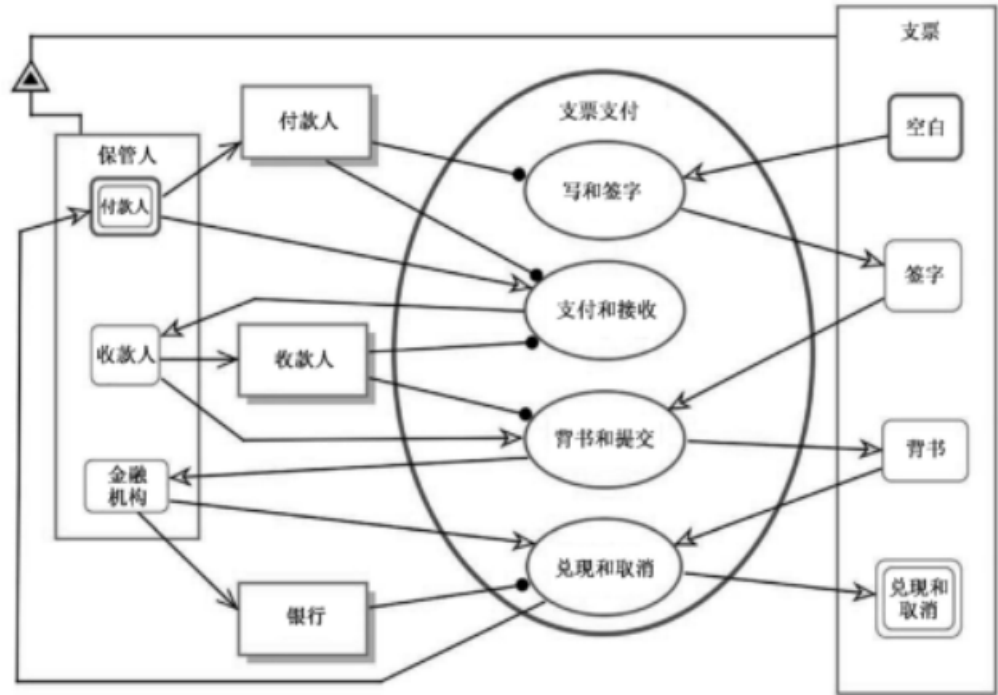 支票
付款人
支票支付
空白
保管人
付款人
写和签字
签字
支付和接收
收款人
收款人
背书和提交
背书
金融
机构
兑现和取消
兑现和
取消
银行